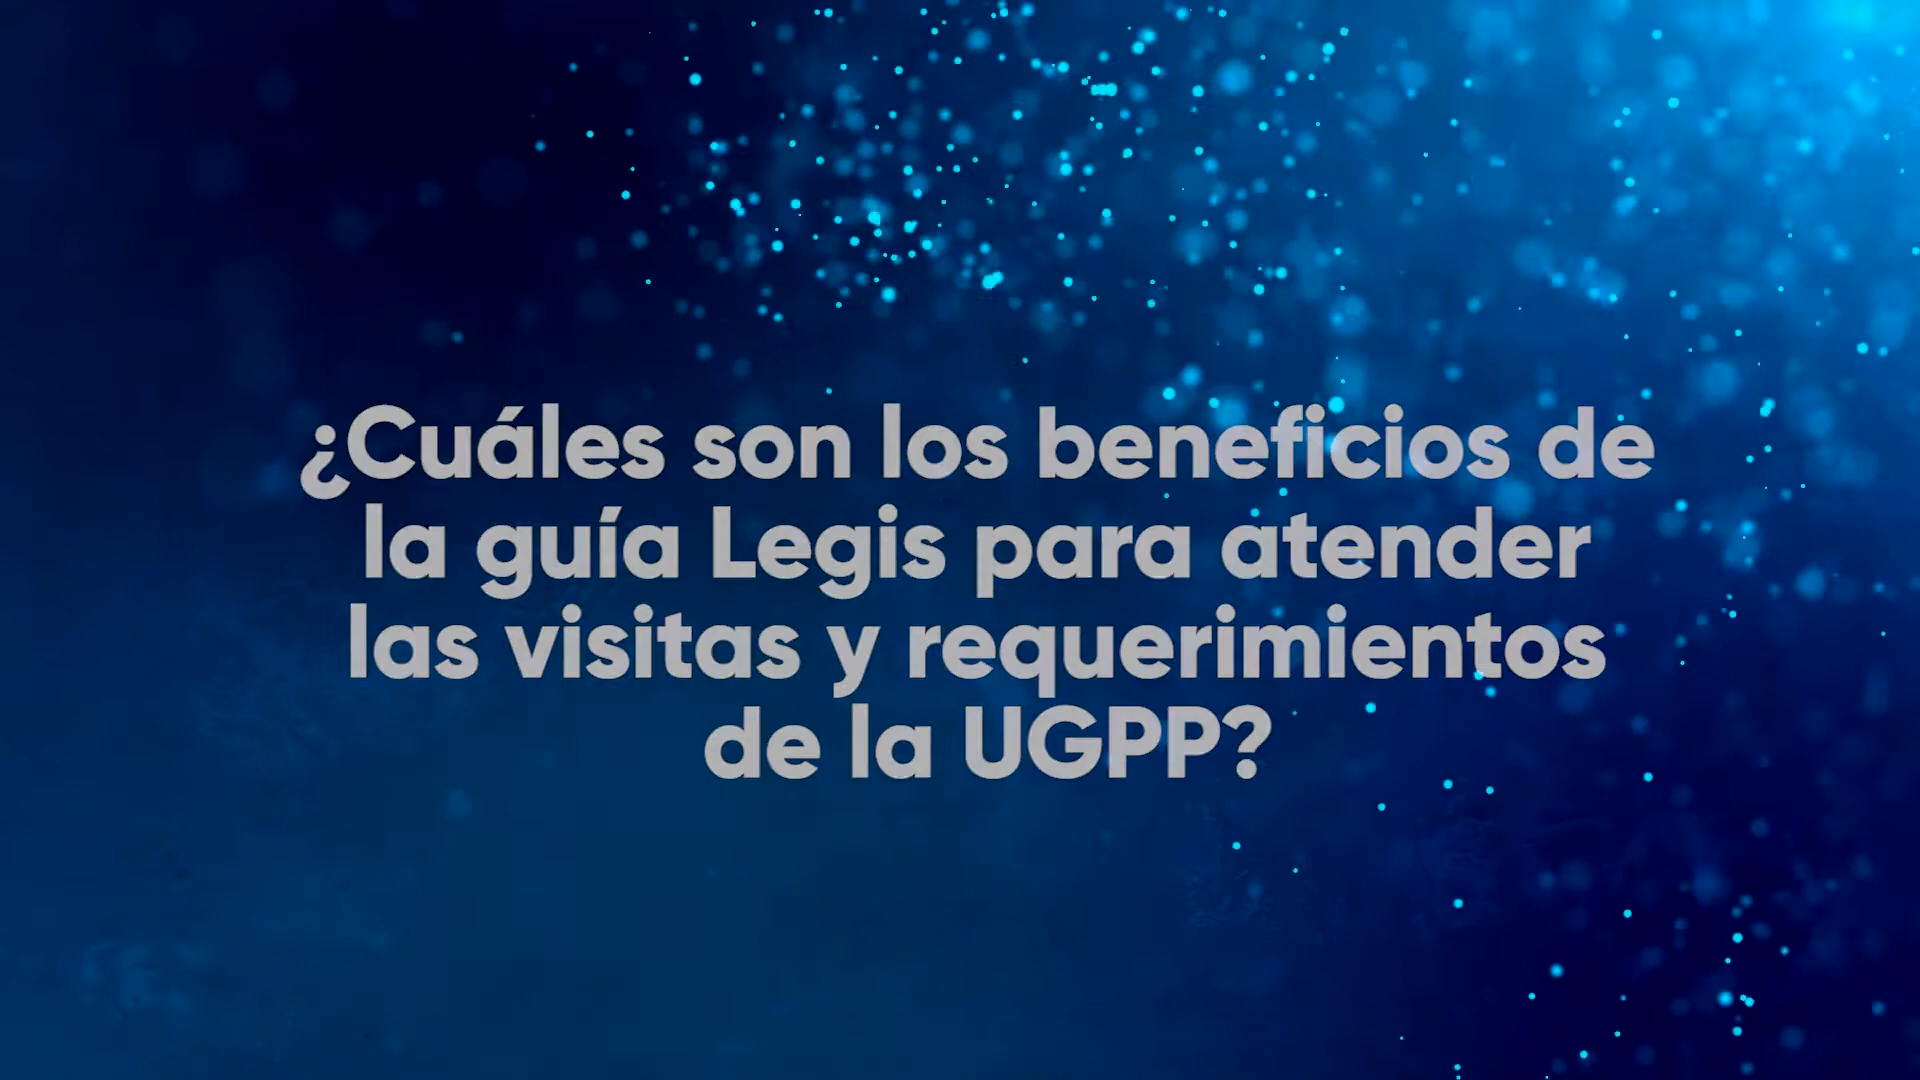 ¿Cuáles son los beneficios de
la guía Legis para atender
las visitas y requerimientos
de la UGPP?